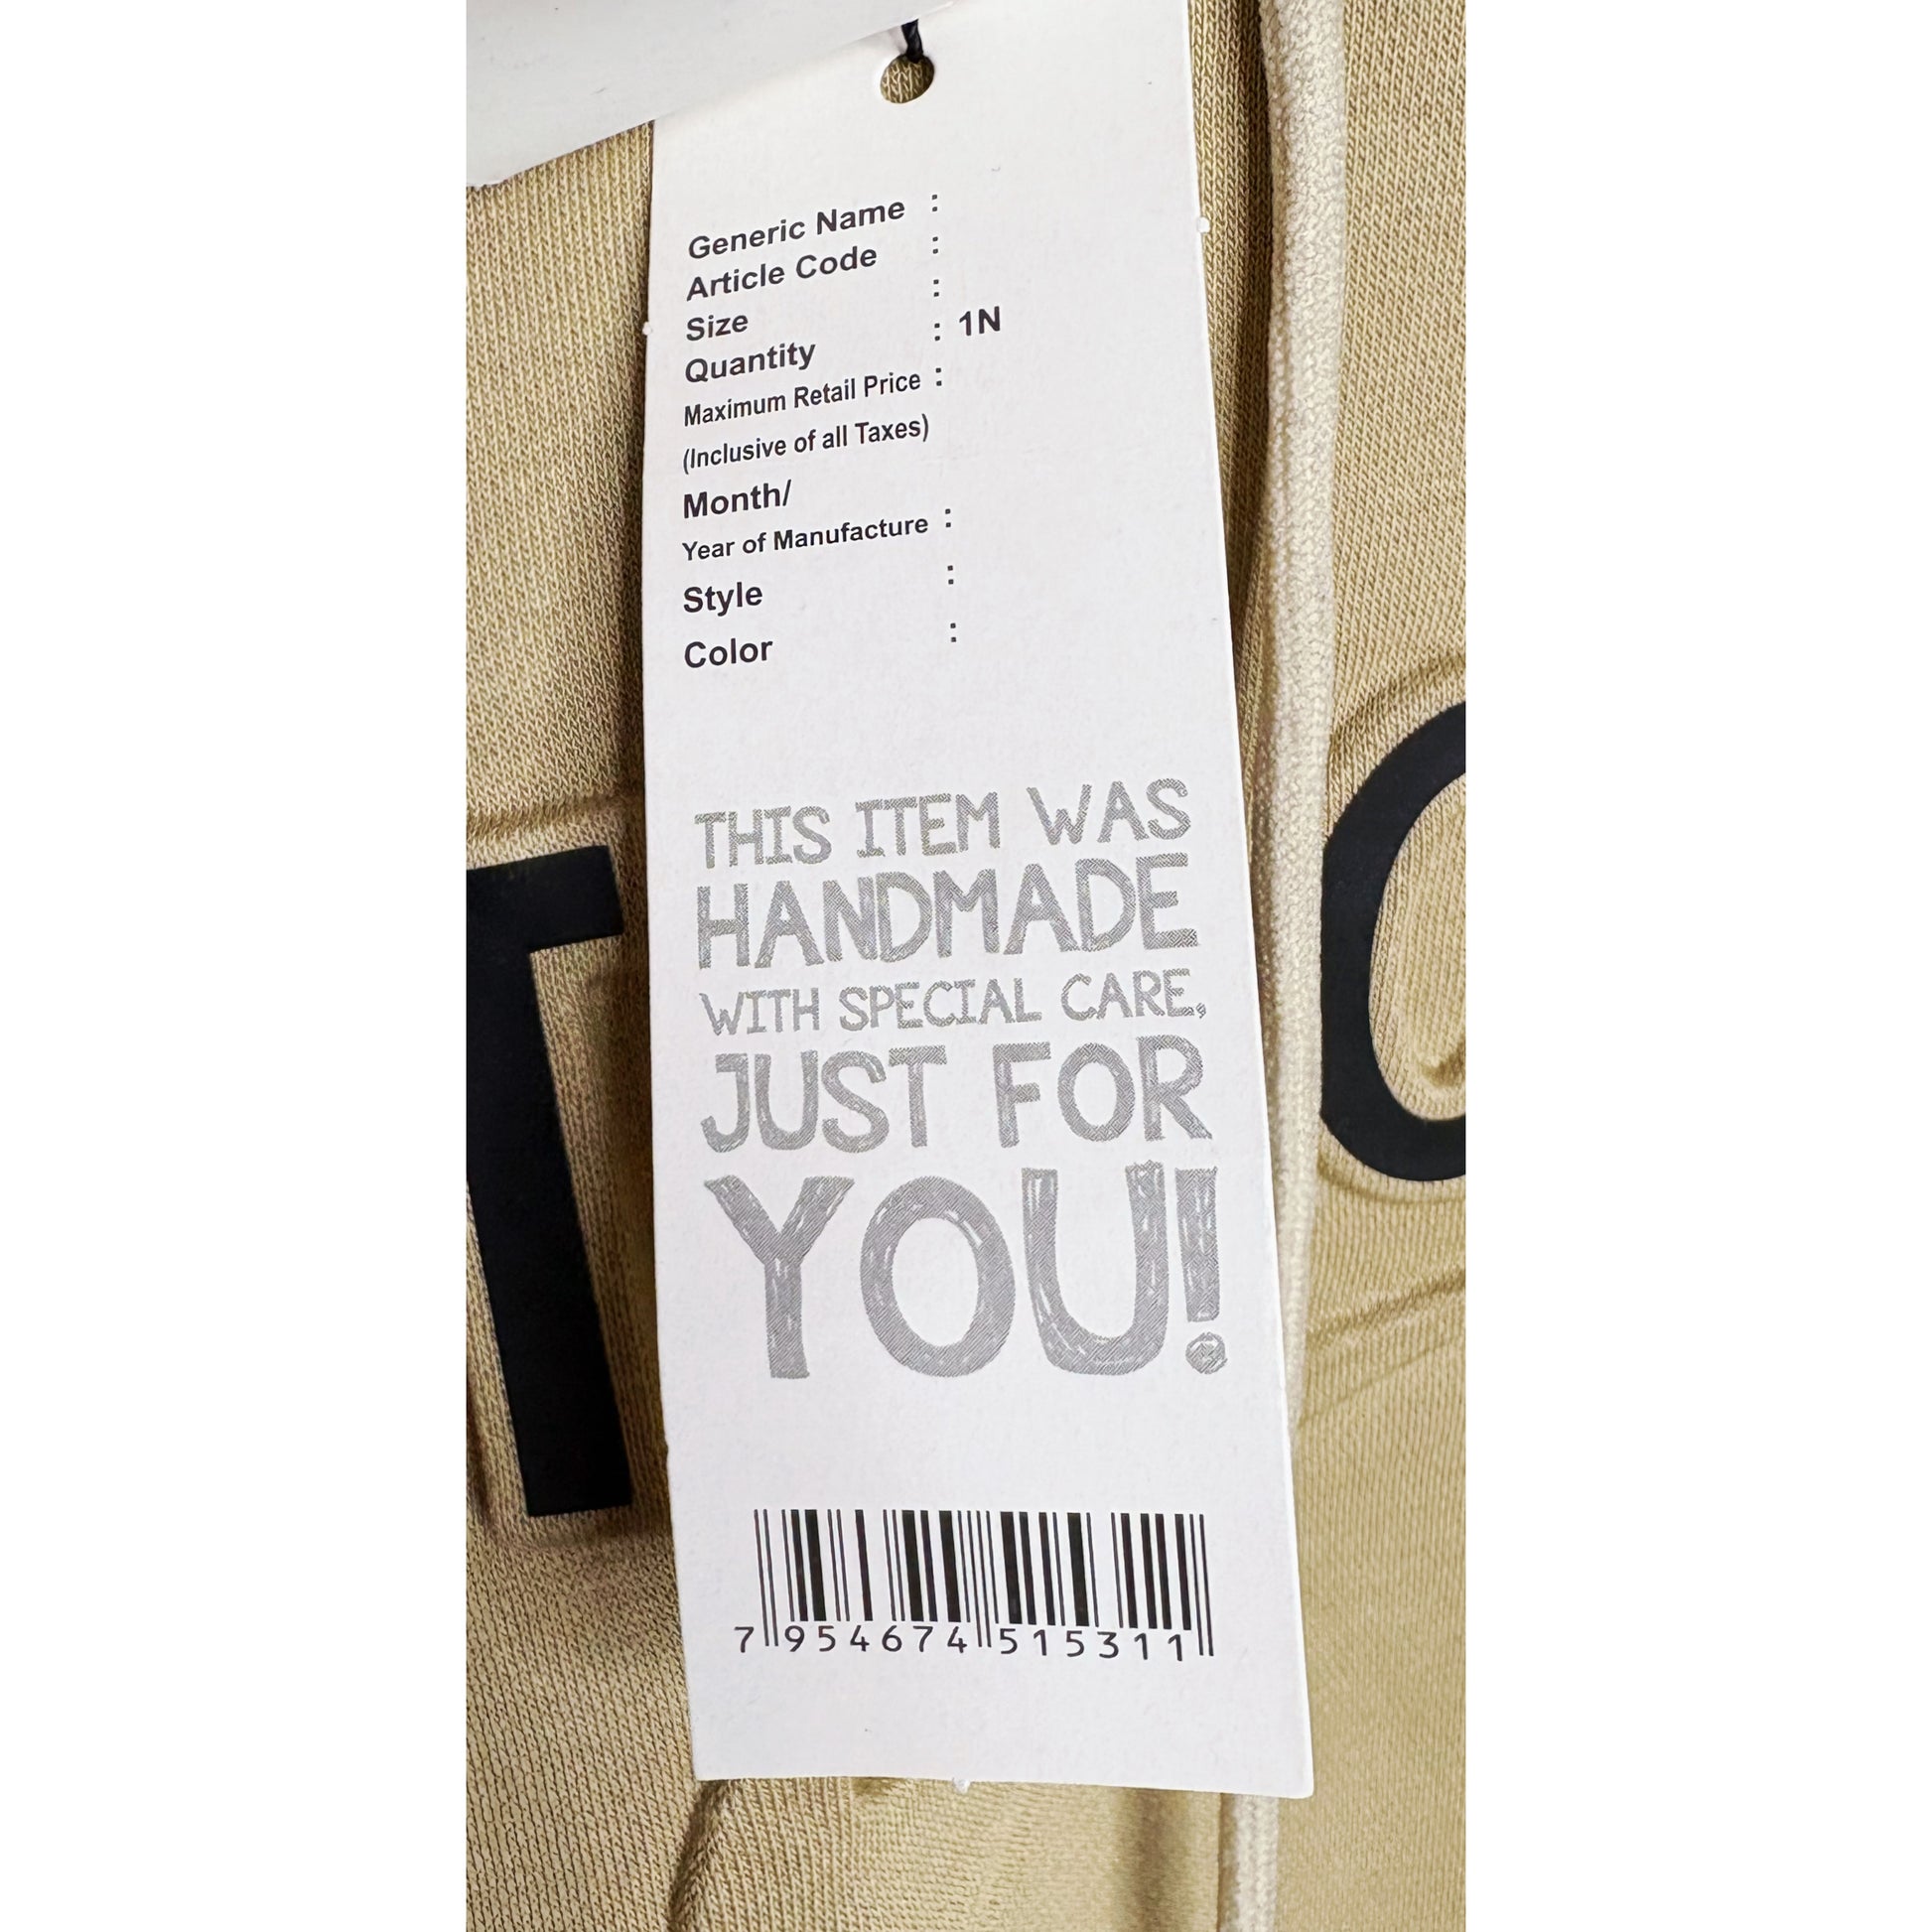 Generic Name :
Article Code :
Size :
Quantity : 1N
Maximum Retail Price :
(Inclusive of all Taxes)
Month/
Year of Manufacture :
Style :
Color :
THIS ITEM WAS
HANDMADE
WITH SPECIAL CARE,
JUST FOR
YOU!
7 954674 515311
T